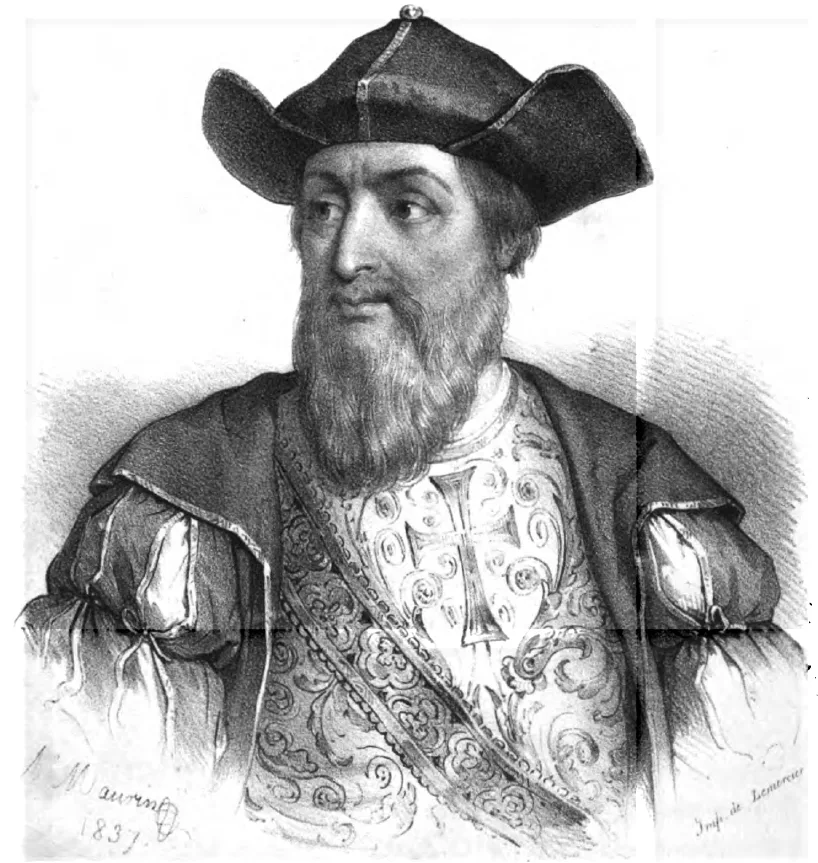 A. Maurin
1837.
Imp. de Lemercier